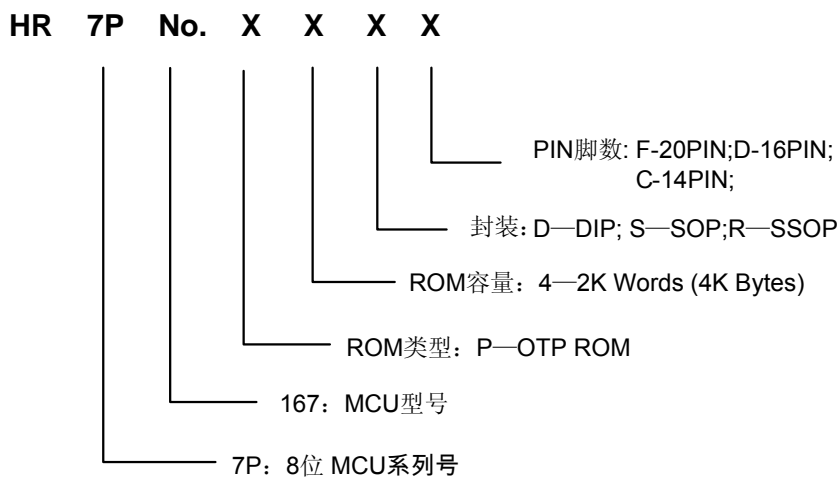 HR 7P No. X X X X
PIN脚数: F-20PIN;D-16PIN;
C-14PIN;
封装：D—DIP; S—SOP;R—SSOP
ROM容量：4—2K Words (4K Bytes)
ROM类型：P—OTP ROM
167：MCU型号
7P：8位 MCU系列号